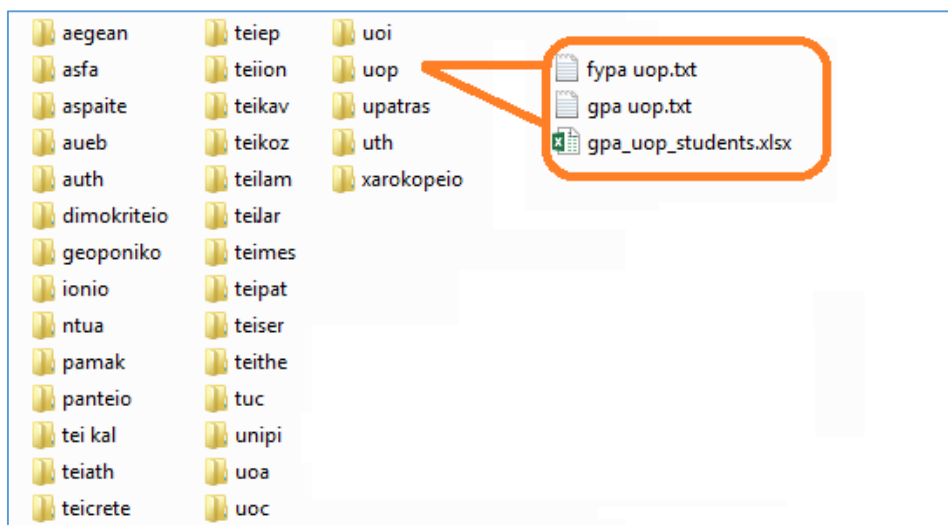 aegean
asfa
aspaite
aueb
auth
dimokriteio
geoponiko
ionio
ntua
pamak
panteio
tei kal
teiath
teicrete
teiep
teiion
teikav
teikoz
teilam
teilar
teimes
teipat
teiser
teithe
tuc
unipi
uoa
uoc
uoi
uop
upatras
uth
xarokopeio
fypa uop.txt
gpa uop.txt
gpa_uop_students.xlsx